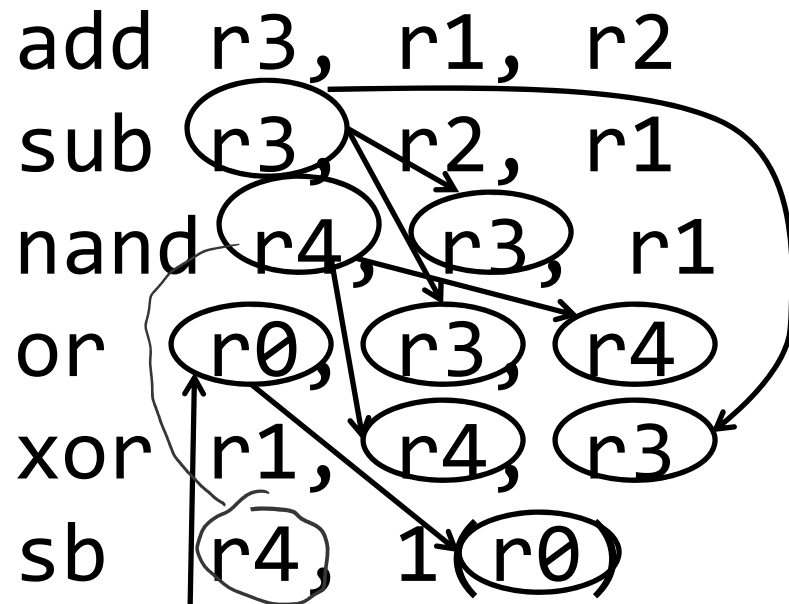 add r3, r1, r2
sub r3, r2, r1
nand r4, r3, r1
or r0, r3, r4
xor r1, r4, r3
sb r4, 1(r0)